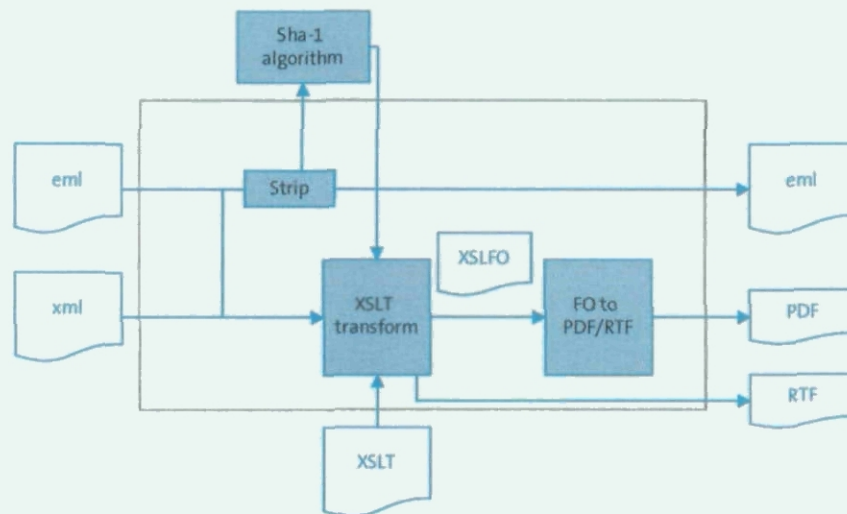 Sha-1
algorithm
eml
Strip
eml
xml
XSLT
transform
XSLFO
FO to
PDF/RTF
PDF
RTF
XSLT